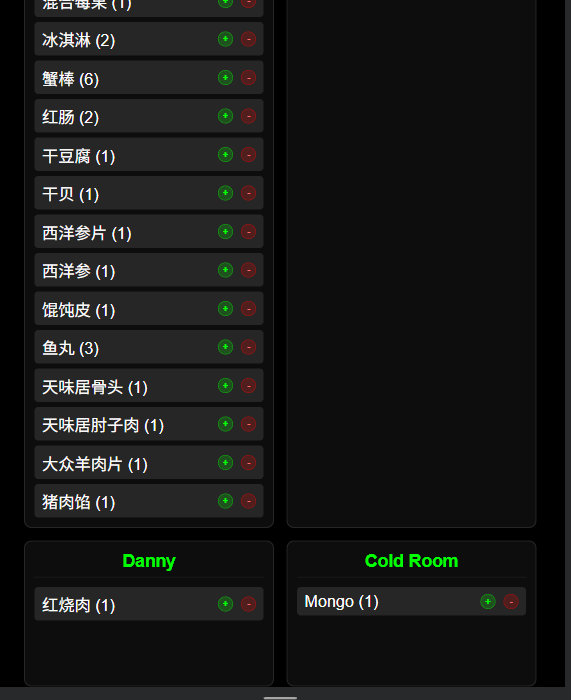 混合莓果 (1)
冰淇淋 (2)
蟹棒 (6)
红肠 (2)
干豆腐 (1)
干贝 (1)
西洋参片 (1)
西洋参 (1)
馄饨皮 (1)
鱼丸 (3)
天味居骨头 (1)
天味居肘子肉 (1)
大众羊肉片 (1)
猪肉馅 (1)
Danny
红烧肉 (1)
Cold Room
Mongo (1)